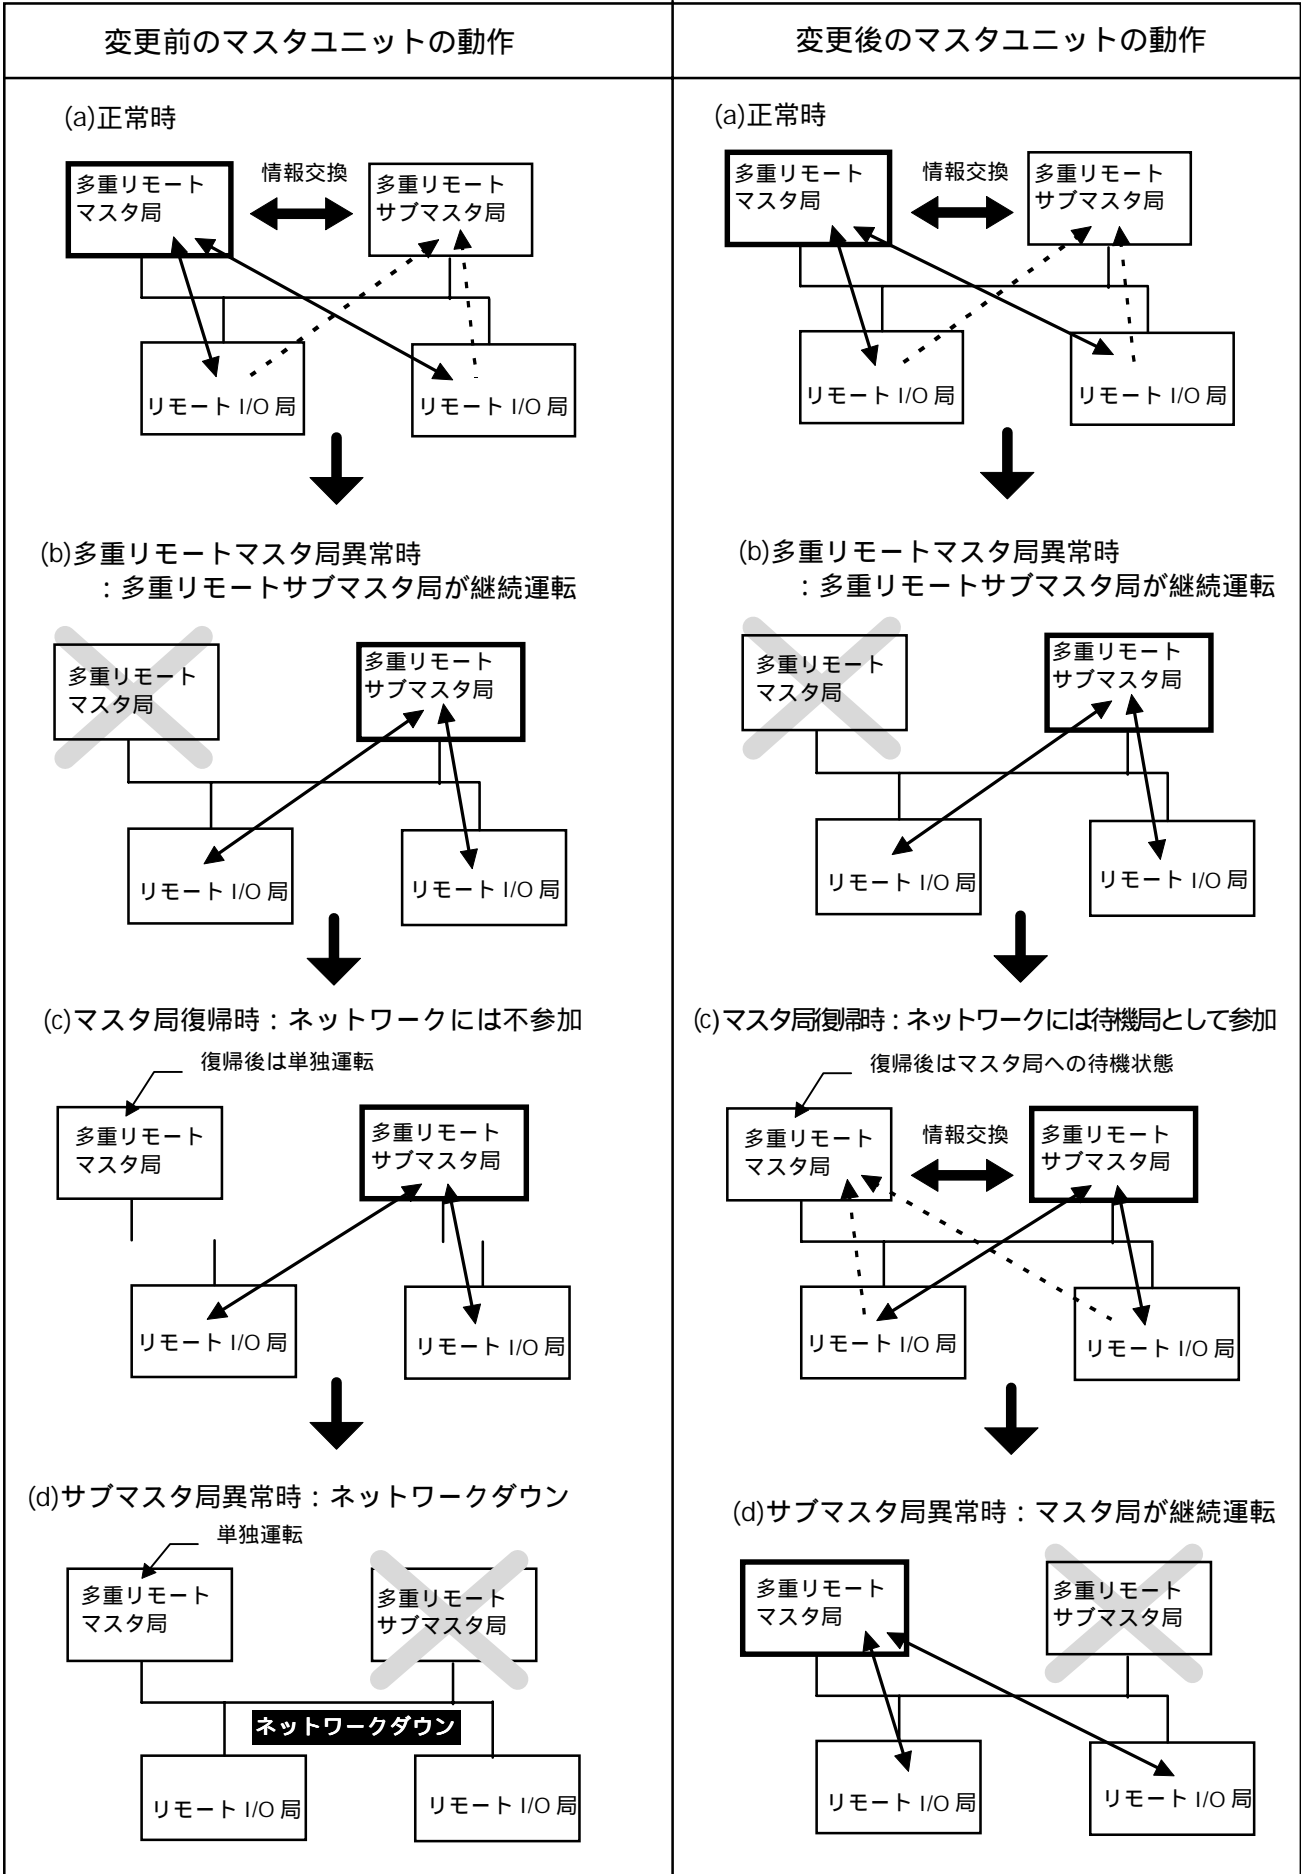 変更前のマスタユニットの動作
(a)正常時
多重リモート
マスタ局
情報交換
多重リモート
サブマスタ局
リモート I/O 局
リモート I/O 局
(b)多重リモートマスタ局異常時
：多重リモートサブマスタ局が継続運転
多重リモート
マスタ局
多重リモート
サブマスタ局
リモート I/O 局
リモート I/O 局
(c)マスタ局復帰時：ネットワークには不参加
復帰後は単独運転
多重リモート
マスタ局
多重リモート
サブマスタ局
リモート I/O 局
リモート I/O 局
(d)サブマスタ局異常時：ネットワークダウン
単独運転
多重リモート
マスタ局
多重リモート
サブマスタ局
ネットワークダウン
リモート I/O 局
リモート I/O 局
変更後のマスタユニットの動作
(a)正常時
多重リモート
マスタ局
情報交換
多重リモート
サブマスタ局
リモート I/O 局
リモート I/O 局
(b)多重リモートマスタ局異常時
：多重リモートサブマスタ局が継続運転
多重リモート
マスタ局
多重リモート
サブマスタ局
リモート I/O 局
リモート I/O 局
(c)マスタ局復帰時：ネットワークには待機局として参加
復帰後はマスタ局への待機状態
多重リモート
マスタ局
情報交換
多重リモート
サブマスタ局
リモート I/O 局
リモート I/O 局
(d)サブマスタ局異常時：マスタ局が継続運転
多重リモート
マスタ局
多重リモート
サブマスタ局
リモート I/O 局
リモート I/O 局